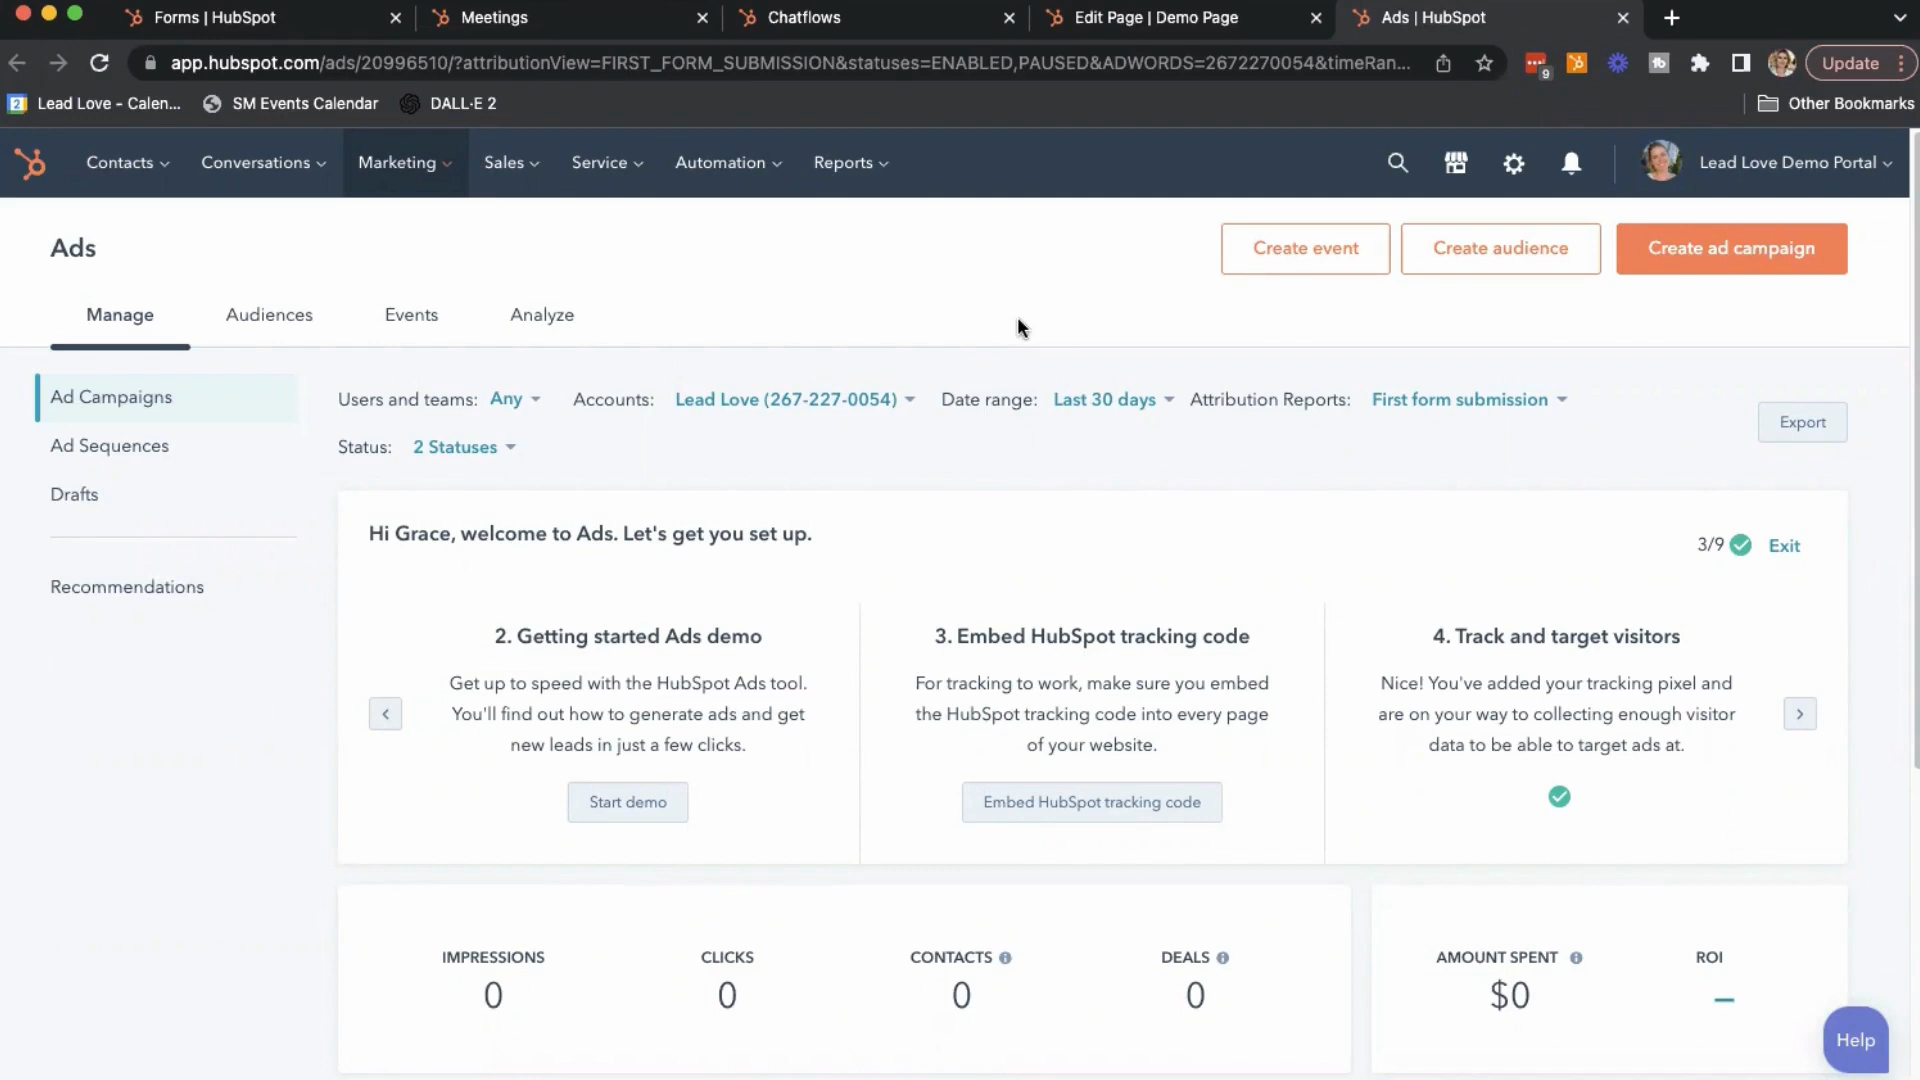 Forms | HubSpot
Meetings
Chatflows
Edit Page | Demo Page
Ads | HubSpot
app.hubspot.com/ads/20996510/?attributionView=FIRST_FORM_SUBMISSION&statuses=ENABLED,PAUSED&ADWORDS=2672270054&timeRan...
9
tb
Update
2
Lead Love - Calen...
SM Events Calendar
DALL·E 2
Other Bookmarks
Contacts
Conversations
Marketing
Sales
Service
Automation
Reports
Lead Love Demo Portal
Ads
Create event
Create audience
Create ad campaign
Manage
Audiences
Events
Analyze
Ad Campaigns
Ad Sequences
Drafts
Recommendations
Users and teams: Any
Accounts: Lead Love (267-227-0054)
Date range: Last 30 days
Attribution Reports: First form submission
Status: 2 Statuses
Export
Hi Grace, welcome to Ads. Let's get you set up.
3/9
Exit
2. Getting started Ads demo
Get up to speed with the HubSpot Ads tool.
You'll find out how to generate ads and get
new leads in just a few clicks.
Start demo
3. Embed HubSpot tracking code
For tracking to work, make sure you embed
the HubSpot tracking code into every page
of your website.
Embed HubSpot tracking code
4. Track and target visitors
Nice! You've added your tracking pixel and
are on your way to collecting enough visitor
data to be able to target ads at.
IMPRESSIONS
0
CLICKS
0
CONTACTS
0
DEALS
0
AMOUNT SPENT
$0
ROI
–
Help